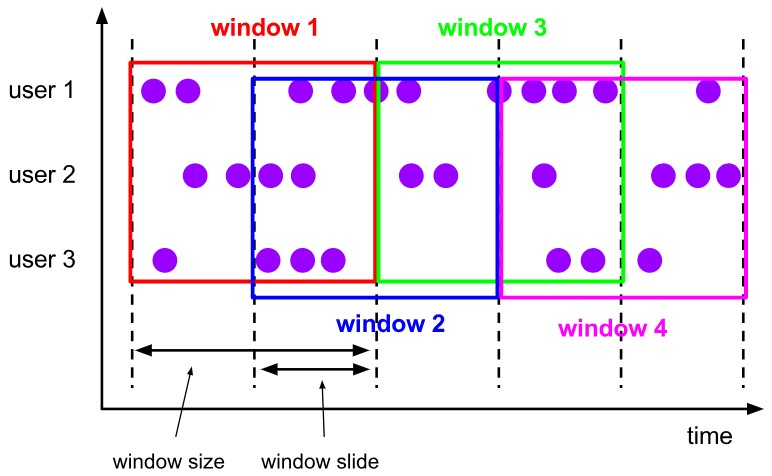 window 1
window 3
user 1
user 2
user 3
window 2
window 4
window size
window slide
time